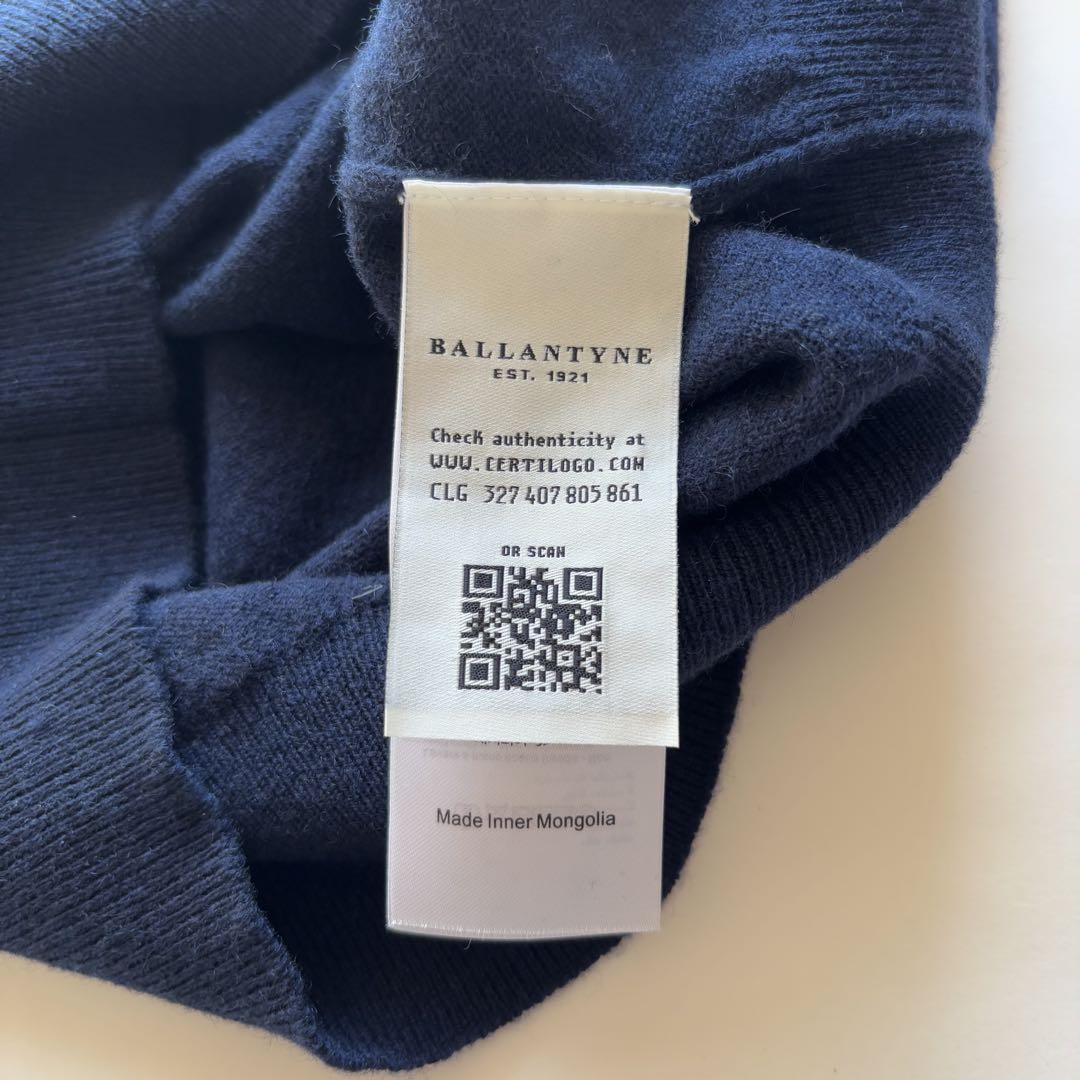 BALLANTYNE
EST. 1921
Check authenticity at
WWW.CERTILOGO.COM
CLG 327 407 805 861
OR SCAN
Made Inner Mongolia